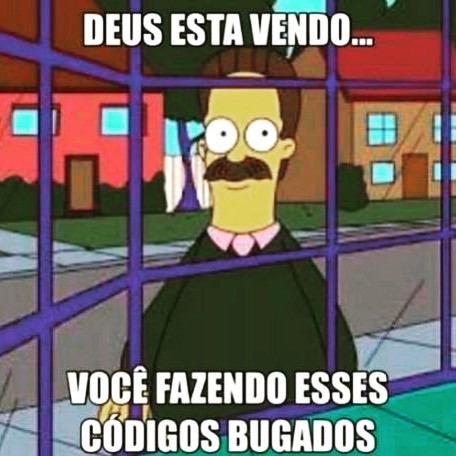 DEUS ESTA VENDO...
VOCÊ FAZENDO ESSES
CÓDIGOS BUGADOS